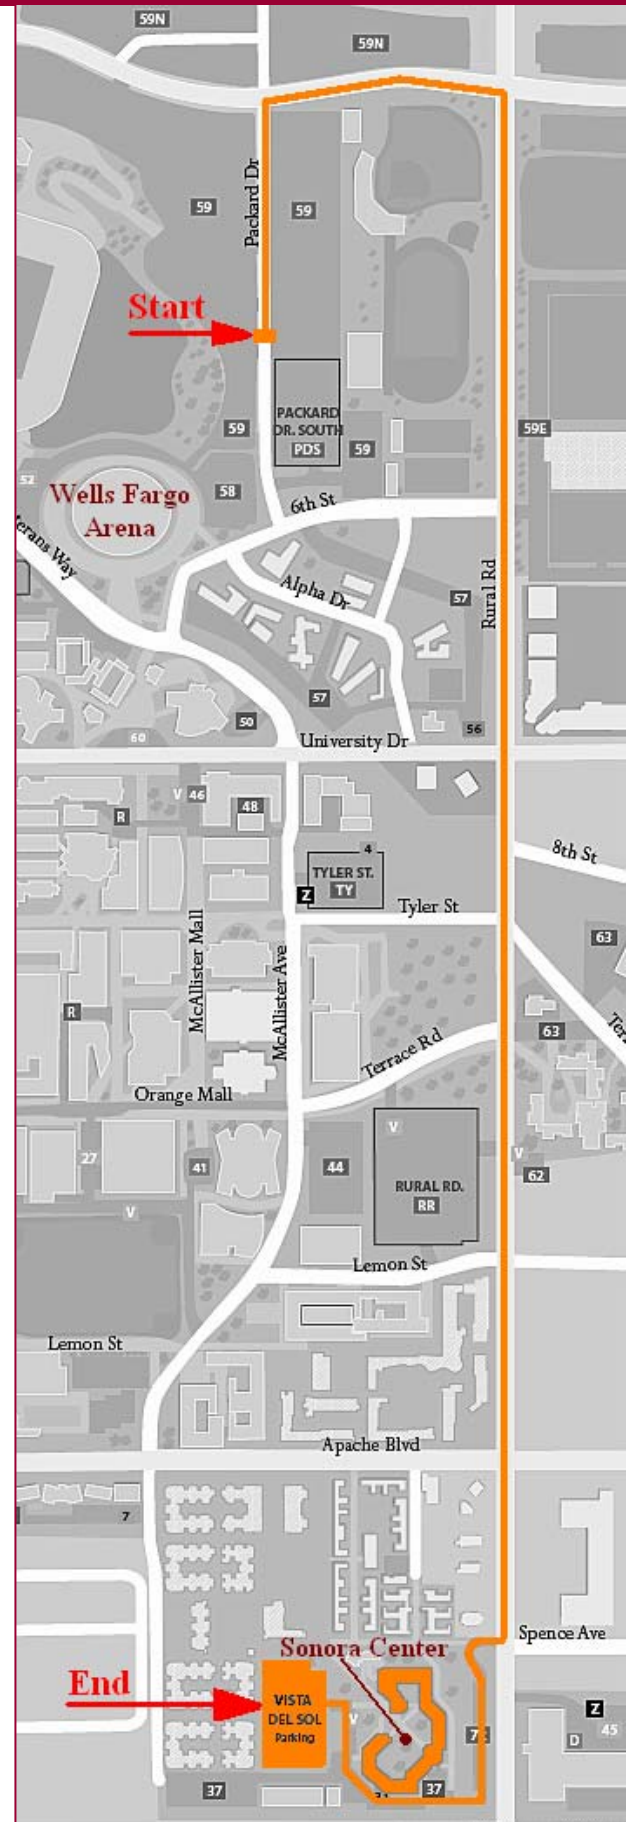 59N
59N
Packard Dr
59
59
Start
PACKARD
DR. SOUTH
PDS
59
59
59E
52
Wells Fargo
Arena
58
6th St
terans Way
Alpha Dr
57
Rural Rd
57
50
56
60
University Dr
V 46
48
R
8th St
4
TYLER ST.
TY
Z
Tyler St
McAllister Mall
McAllister Ave
63
R
63
Terrace Rd
Orange Mall
V
27
41
44
V
62
RURAL RD.
RR
V
Lemon St
Lemon St
Apache Blvd
7
Spence Ave
Sonora Center
End
VISTA
DEL SOL
Parking
V
Z
45
D
37
37